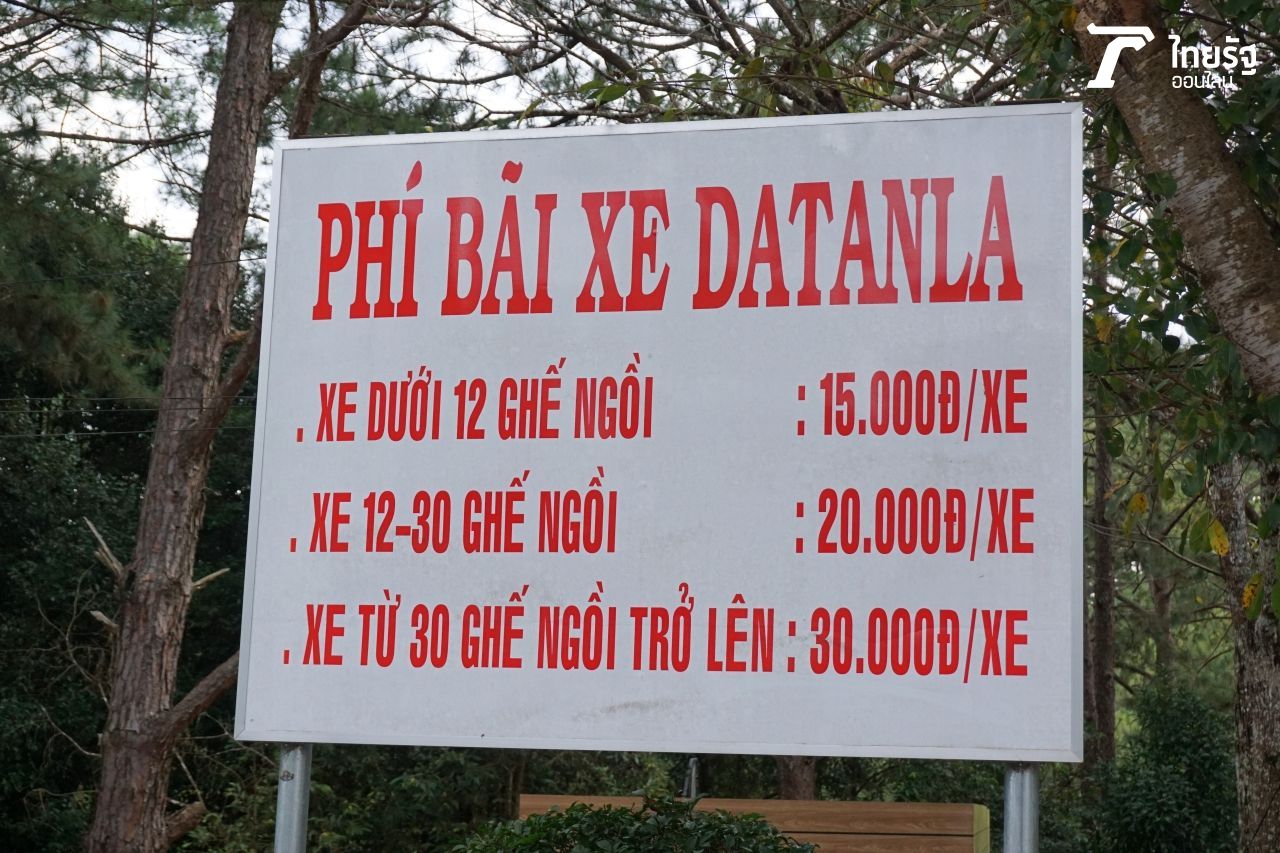 ไทยรัฐ
ออนไลน์
PHÍ BÃI XE DATANLA
. XE DƯỚI 12 GHẾ NGỒI : 15.000Đ/XE
. XE 12-30 GHẾ NGỒI : 20.000Đ/XE
. XE TỪ 30 GHẾ NGỒI TRỞ LÊN : 30.000Đ/XE